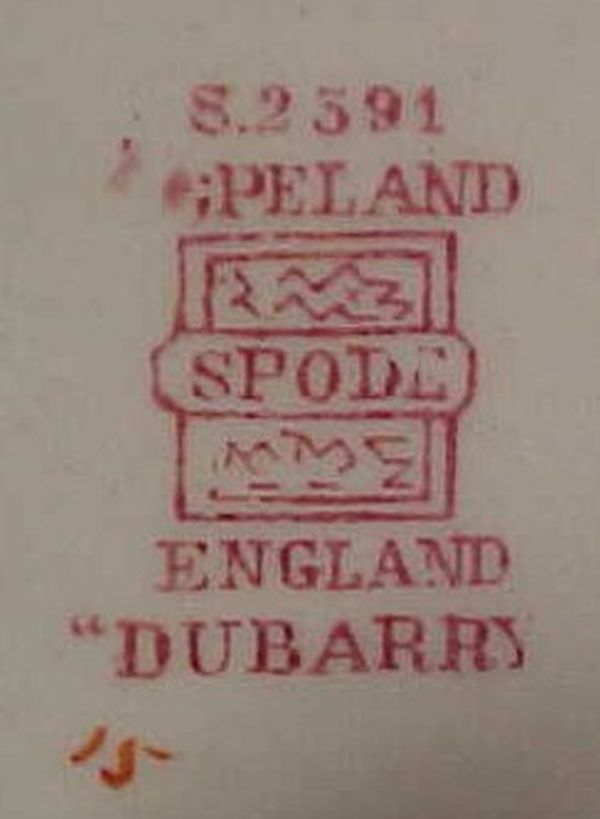 S.2391
;PELAND
SPODE
ENGLAND
"DUBARRY